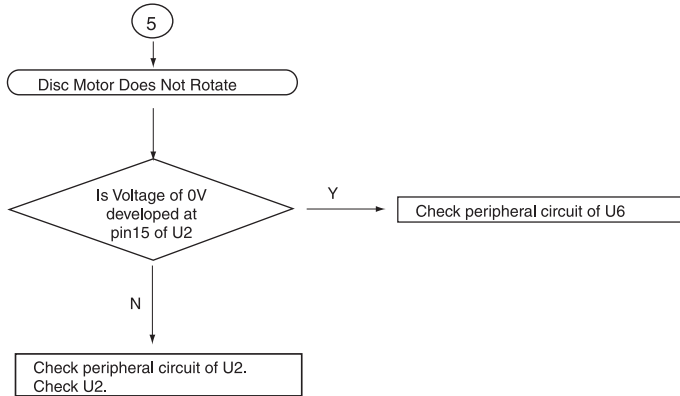 5
Disc Motor Does Not Rotate
Is Voltage of 0V
developed at
pin15 of U2
Y
Check peripheral circuit of U6
N
Check peripheral circuit of U2.
Check U2.